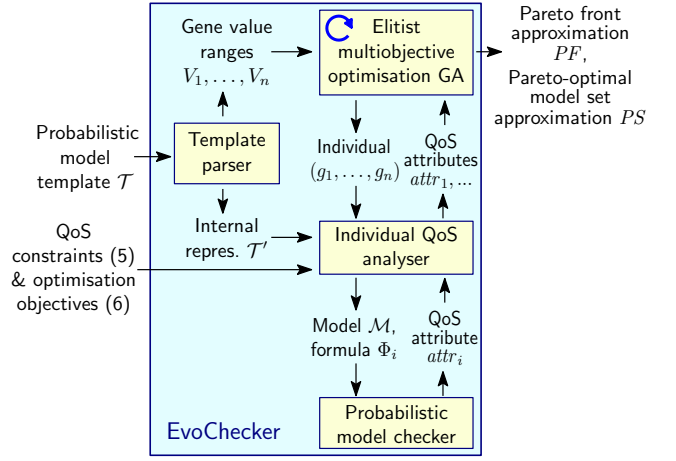 Gene value
ranges
V₁, . . . , Vₙ
Elitist
multiobjective
optimisation GA
Pareto front
approximation
PF,
Pareto-optimal
model set
approximation PS
Probabilistic
model
template 𝒯
Template
parser
Individual
(g₁, . . . , gₙ)
QoS
attributes
attr₁, ...
Internal
repres. 𝒯′
QoS
constraints (5)
& optimisation
objectives (6)
Individual QoS
analyser
Model ℳ,
formula Φᵢ
QoS
attribute
attrᵢ
Probabilistic
model checker
EvoChecker